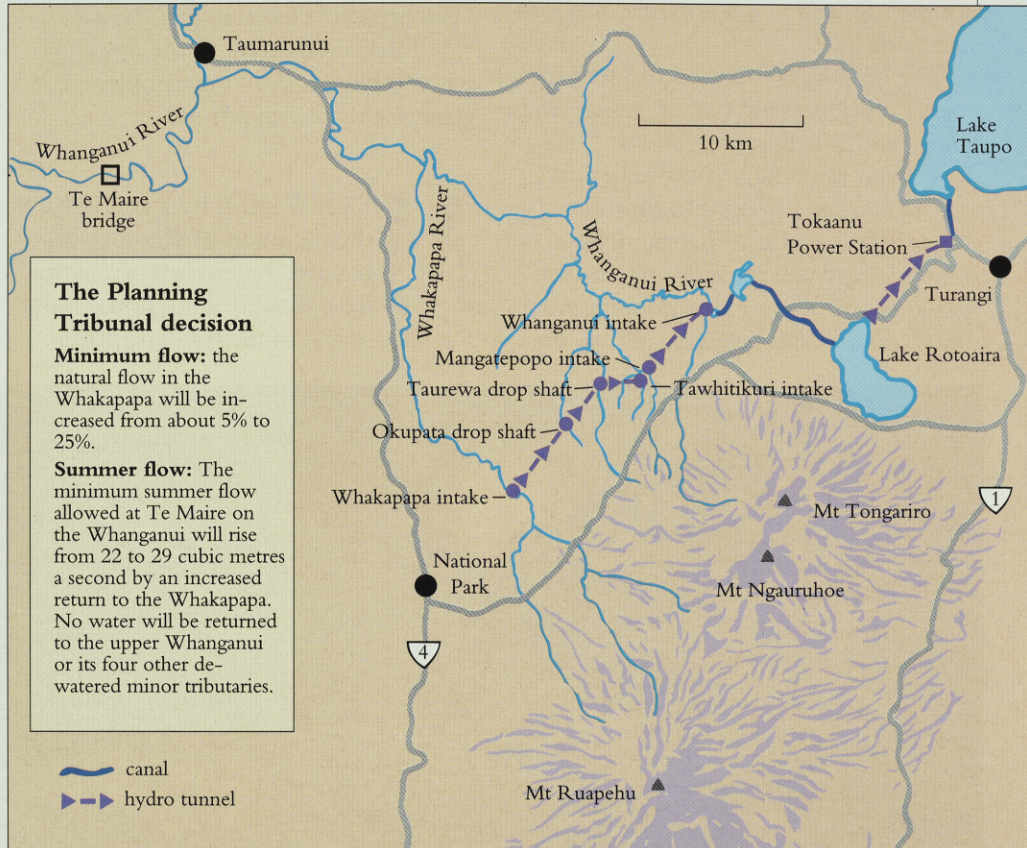 Taumarunui
Whanganui River
Te Maire
bridge
10 km
Lake
Taupo
Whakapapa River
Whanganui River
Tokaanu
Power Station
Turangi
Whanganui intake
Mangatepopo intake
Lake Rotoaira
Taurewa drop shaft
Tawhitikuri intake
Okupata drop shaft
Whakapapa intake
1
Mt Tongariro
National
Park
Mt Ngauruhoe
4
Mt Ruapehu
The Planning
Tribunal decision
Minimum flow: the
natural flow in the
Whakapapa will be in-
creased from about 5% to
25%.
Summer flow: The
minimum summer flow
allowed at Te Maire on
the Whanganui will rise
from 22 to 29 cubic metres
a second by an increased
return to the Whakapapa.
No water will be returned
to the upper Whanganui
or its four other de-
watered minor tributaries.
canal
hydro tunnel